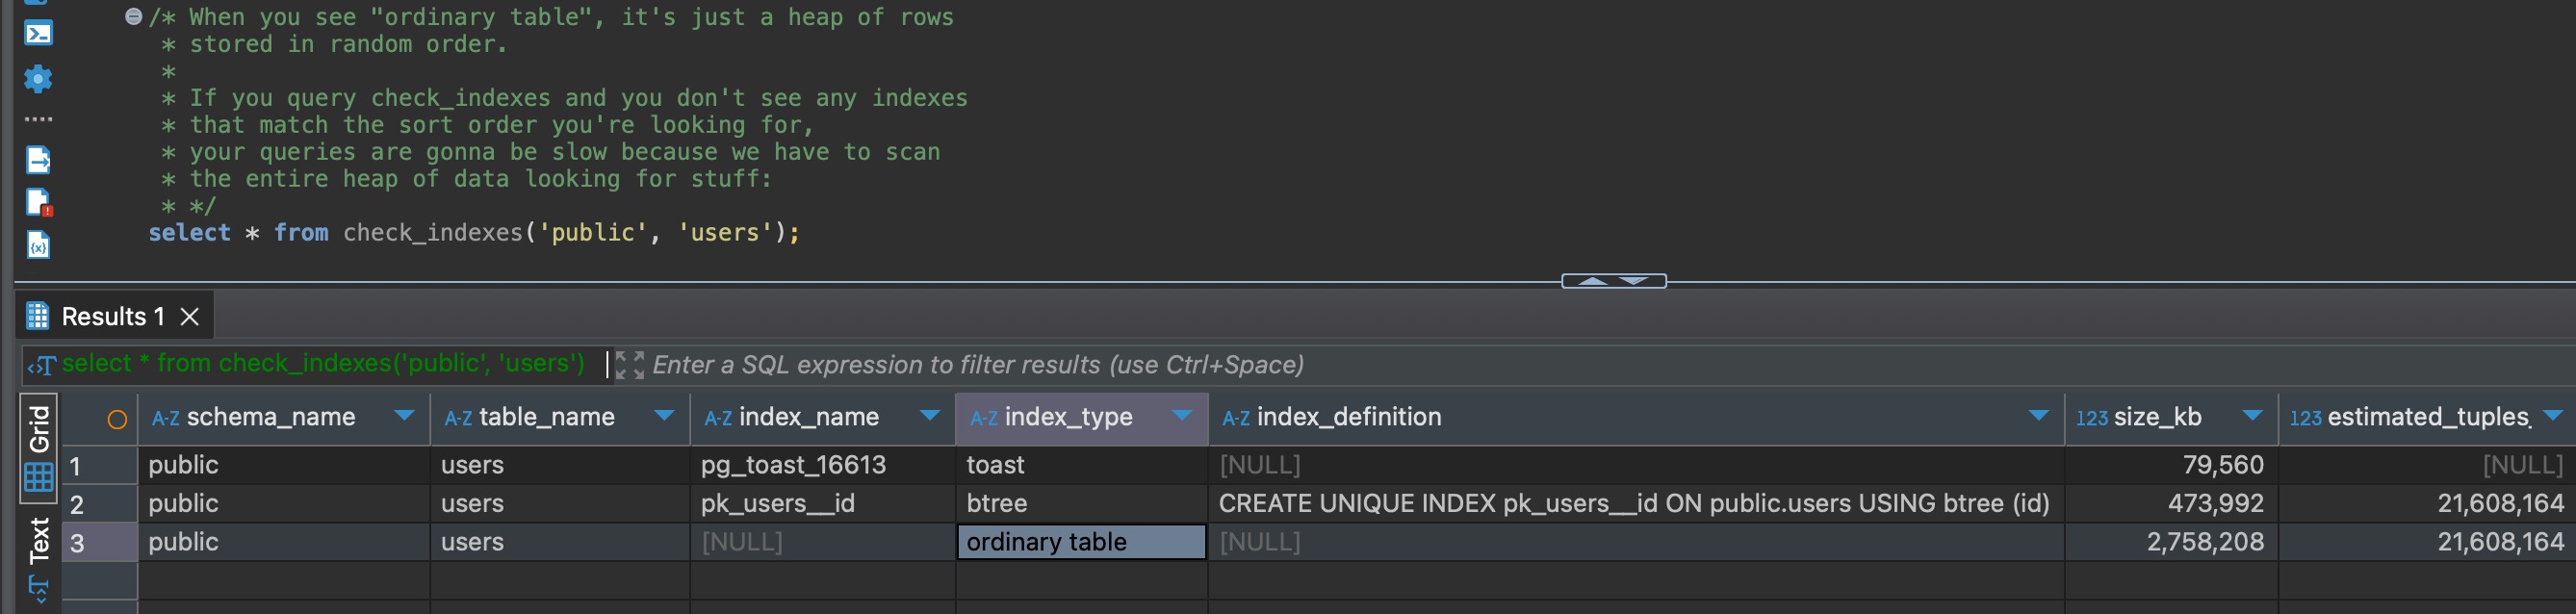 /* When you see "ordinary table", it's just a heap of rows
* stored in random order.
*
* If you query check_indexes and you don't see any indexes
* that match the sort order you're looking for,
* your queries are gonna be slow because we have to scan
* the entire heap of data looking for stuff:
* */
select * from check_indexes('public', 'users');
Results 1
select * from check_indexes('public', 'users') Enter a SQL expression to filter results (use Ctrl+Space)
Grid
Text
A-Z schema_name A-Z table_name A-Z index_name A-Z index_type A-Z index_definition 123 size_kb 123 estimated_tuples
1 public users pg_toast_16613 toast [NULL] 79,560 [NULL]
2 public users pk_users__id btree CREATE UNIQUE INDEX pk_users__id ON public.users USING btree (id) 473,992 21,608,164
3 public users [NULL] ordinary table [NULL] 2,758,208 21,608,164